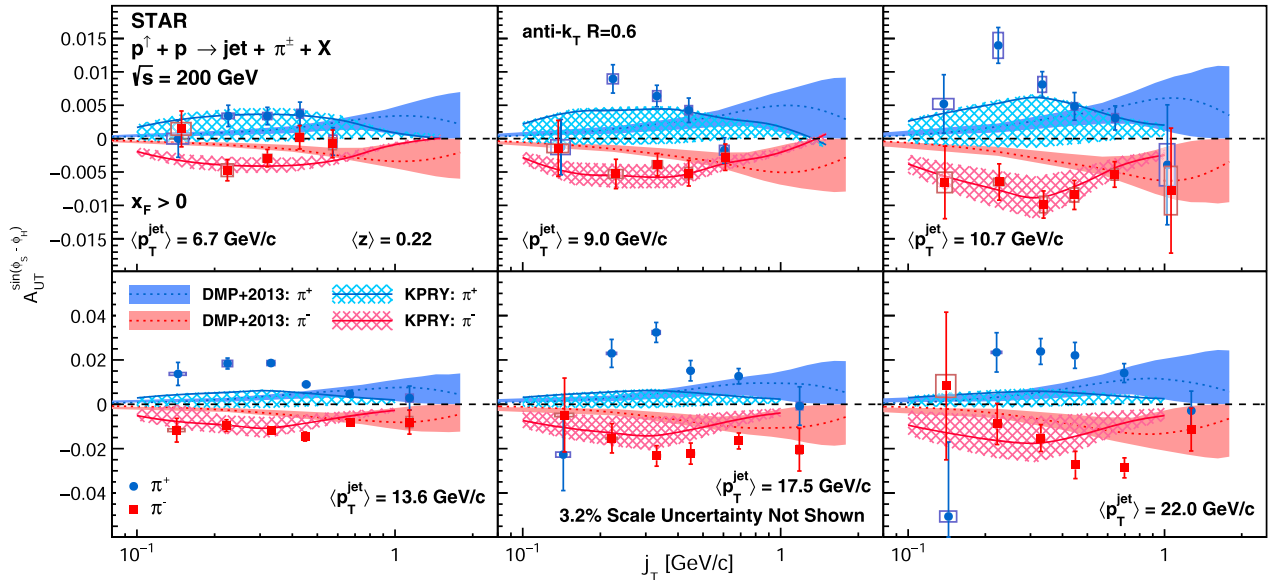 STAR
p↑ + p → jet + π± + X
√s = 200 GeV
anti-k_T R=0.6
0.015
0.01
0.005
0
−0.005
−0.01
−0.015
x_F > 0
⟨p_T^jet⟩ = 6.7 GeV/c ⟨z⟩ = 0.22
⟨p_T^jet⟩ = 9.0 GeV/c
⟨p_T^jet⟩ = 10.7 GeV/c
A_UT^sin(ϕ_S - ϕ_H)
DMP+2013: π+ KPRY: π+
DMP+2013: π- KPRY: π-
0.04
0.02
0
−0.02
−0.04
π+
π-
⟨p_T^jet⟩ = 13.6 GeV/c
⟨p_T^jet⟩ = 17.5 GeV/c
3.2% Scale Uncertainty Not Shown
⟨p_T^jet⟩ = 22.0 GeV/c
10^−1 1 10^−1 1 10^−1 1
j_T [GeV/c]